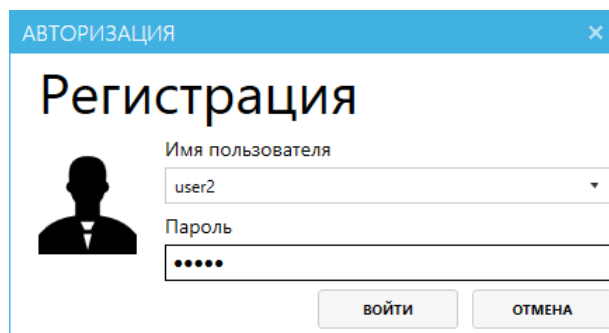 АВТОРИЗАЦИЯ
Регистрация
Имя пользователя
user2
Пароль
●●●●●
ВОЙТИ ОТМЕНА